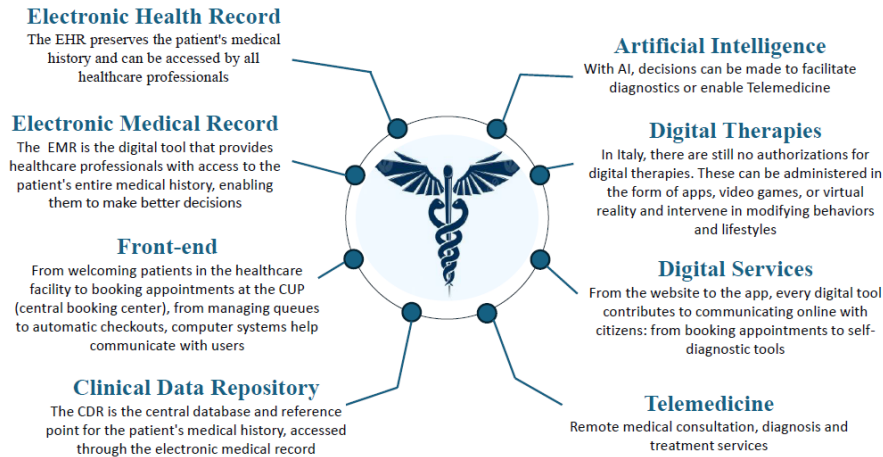 Electronic Health Record
The EHR preserves the patient's medical
history and can be accessed by all
healthcare professionals
Electronic Medical Record
The EMR is the digital tool that provides
healthcare professionals with access to the
patient's entire medical history, enabling
them to make better decisions
Front-end
From welcoming patients in the healthcare
facility to booking appointments at the CUP
(central booking center), from managing queues
to automatic checkouts, computer systems help
communicate with users
Clinical Data Repository
The CDR is the central database and reference
point for the patient's medical history, accessed
through the electronic medical record
Artificial Intelligence
With AI, decisions can be made to facilitate
diagnostics or enable Telemedicine
Digital Therapies
In Italy, there are still no authorizations for
digital therapies. These can be administered in
the form of apps, video games, or virtual
reality and intervene in modifying behaviors
and lifestyles
Digital Services
From the website to the app, every digital tool
contributes to communicating online with
citizens: from booking appointments to self-
diagnostic tools
Telemedicine
Remote medical consultation, diagnosis and
treatment services